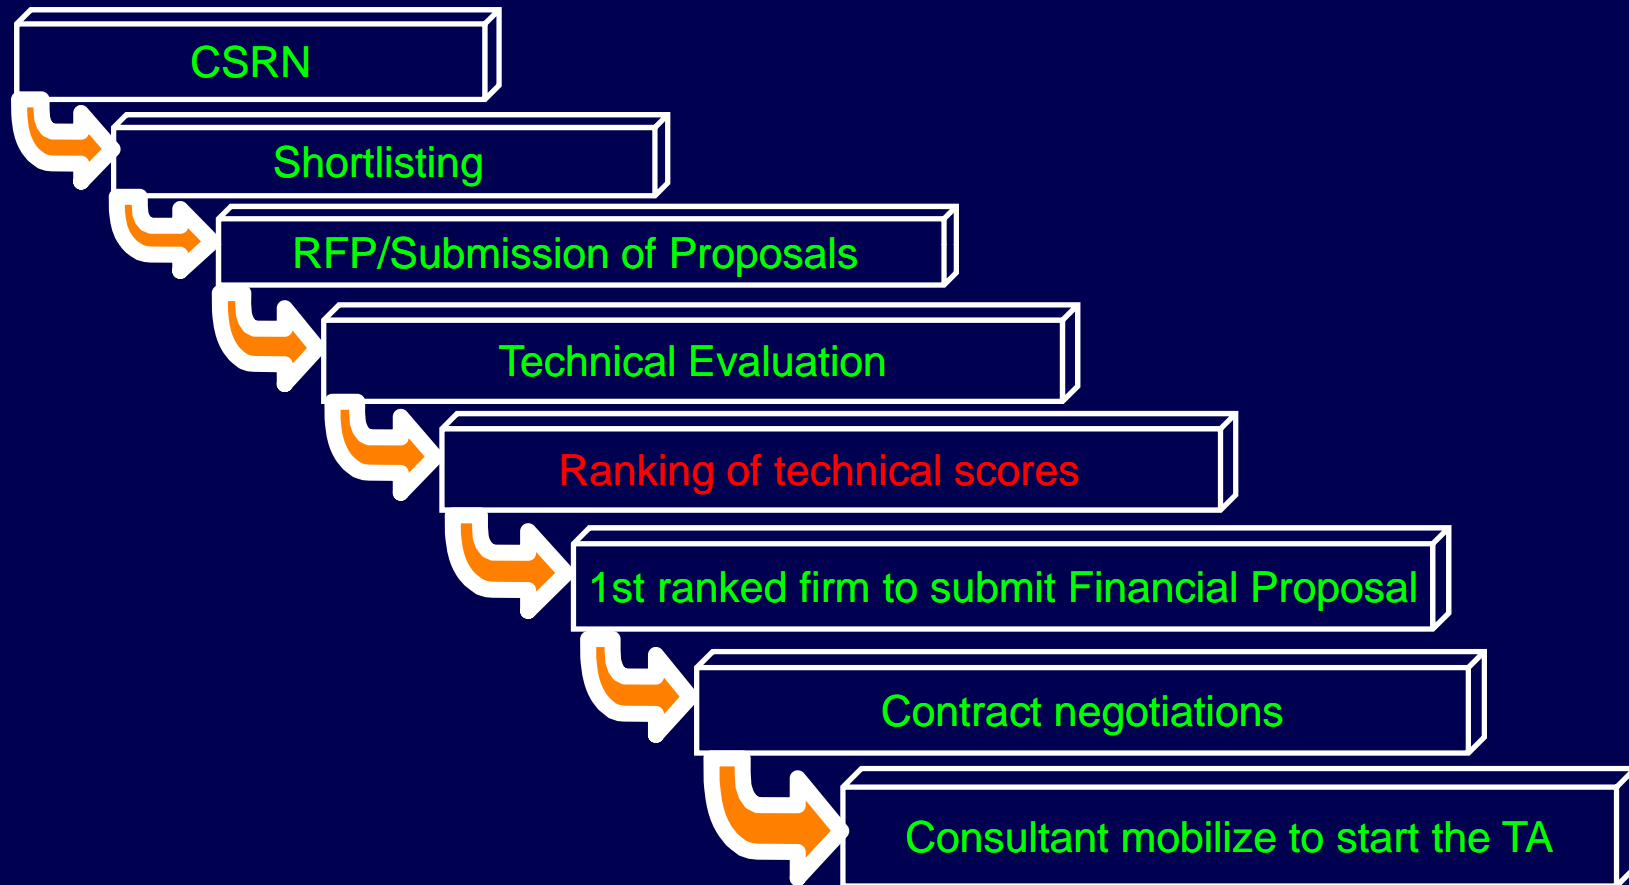 CSRN
Shortlisting
RFP/Submission of Proposals
Technical Evaluation
Ranking of technical scores
1st ranked firm to submit Financial Proposal
Contract negotiations
Consultant mobilize to start the TA